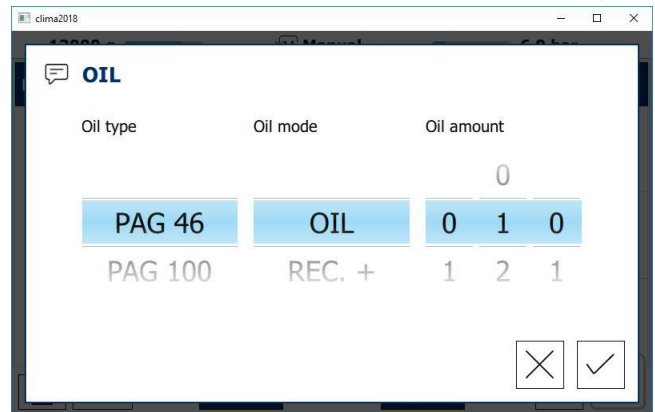 clima2018
OIL
Oil type Oil mode Oil amount
0
PAG 46 OIL 0 1 0
PAG 100 REC. + 1 2 1